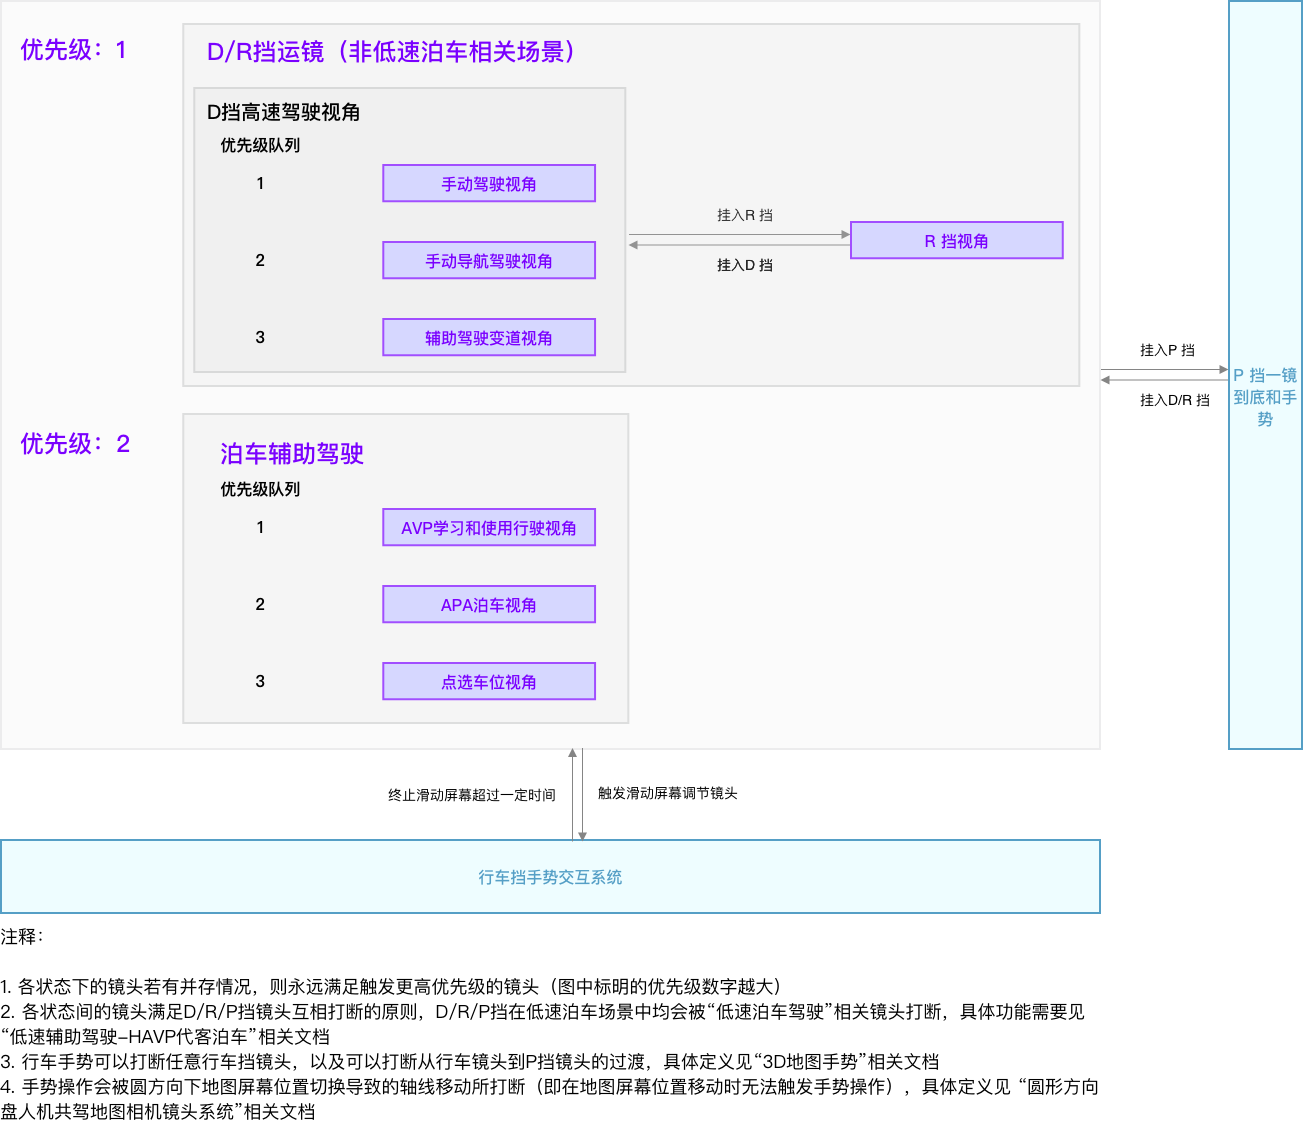 优先级：1
D/R挡运镜（非低速泊车相关场景）
D挡高速驾驶视角
优先级队列
1
手动驾驶视角
2
手动导航驾驶视角
3
辅助驾驶变道视角
挂入R 挡
挂入D 挡
R 挡视角
挂入P 挡
挂入D/R 挡
P 挡一镜
到底和手
势
优先级：2
泊车辅助驾驶
优先级队列
1
AVP学习和使用行驶视角
2
APA泊车视角
3
点选车位视角
终止滑动屏幕超过一定时间
触发滑动屏幕调节镜头
行车挡手势交互系统
注释：
1. 各状态下的镜头若有并存情况，则永远满足触发更高优先级的镜头（图中标明的优先级数字越大）
2. 各状态间的镜头满足D/R/P挡镜头互相打断的原则，D/R/P挡在低速泊车场景中均会被“低速泊车驾驶”相关镜头打断，具体功能需要见
“低速辅助驾驶–HAVP代客泊车”相关文档
3. 行车手势可以打断任意行车挡镜头，以及可以打断从行车镜头到P挡镜头的过渡，具体定义见“3D地图手势”相关文档
4. 手势操作会被圆方向下地图屏幕位置切换导致的轴线移动所打断（即在地图屏幕位置移动时无法触发手势操作），具体定义见 “圆形方向
盘人机共驾地图相机镜头系统”相关文档